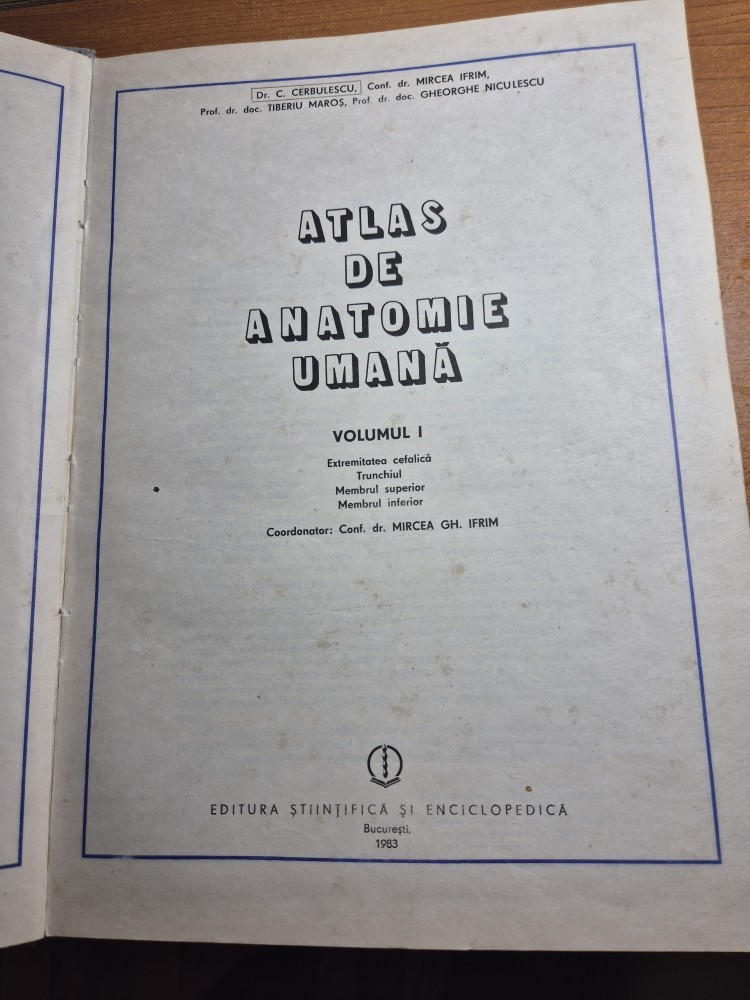 Dr. C. CERBULESCU, Conf. dr. MIRCEA IFRIM,
Prof. dr. doc. TIBERIU MAROȘ, Prof. dr. doc. GHEORGHE NICULESCU
ATLAS
DE
ANATOMIE
UMANĂ
VOLUMUL I
Extremitatea cefalică
Trunchiul
Membrul superior
Membrul inferior
Coordonator: Conf. dr. MIRCEA GH. IFRIM
EDITURA ȘTIINȚIFICĂ ȘI ENCICLOPEDICĂ
București,
1983